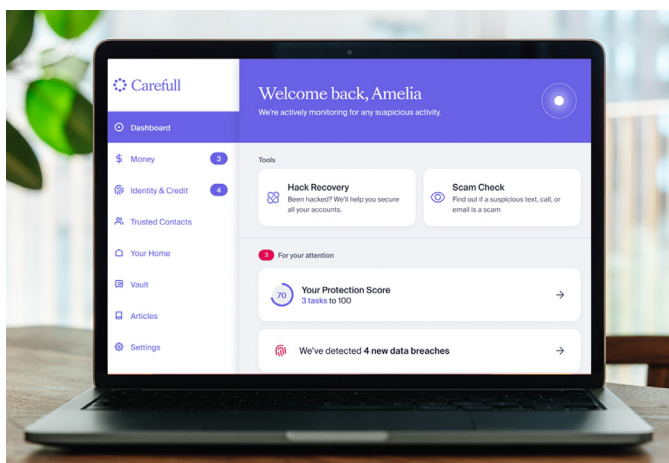 Carefull
Dashboard
Money 3
Identity & Credit 4
Trusted Contacts
Your Home
Vault
Articles
Settings
Welcome back, Amelia
We're actively monitoring for any suspicious activity.
Tools
Hack Recovery
Been hacked? We'll help you secure
all your accounts.
Scam Check
Find out if a suspicious text, call, or
email is a scam
3 For your attention
70
Your Protection Score
3 tasks to 100
We've detected 4 new data breaches